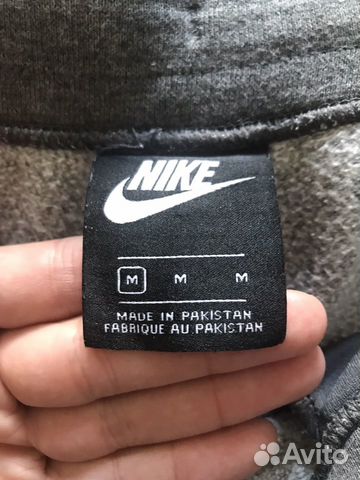 NIKE
M M M
MADE IN PAKISTAN
FABRIQUE AU PAKISTAN
Avito